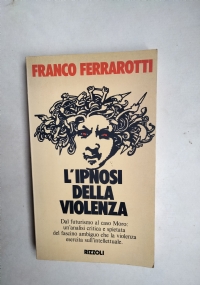 FRANCO FERRAROTTI
L'IPNOSI
DELLA
VIOLENZA
Dal futurismo al caso Moro:
un'analisi critica e spietata
del fascino ambiguo che la violenza
esercita sull'intellettuale.
RIZZOLI